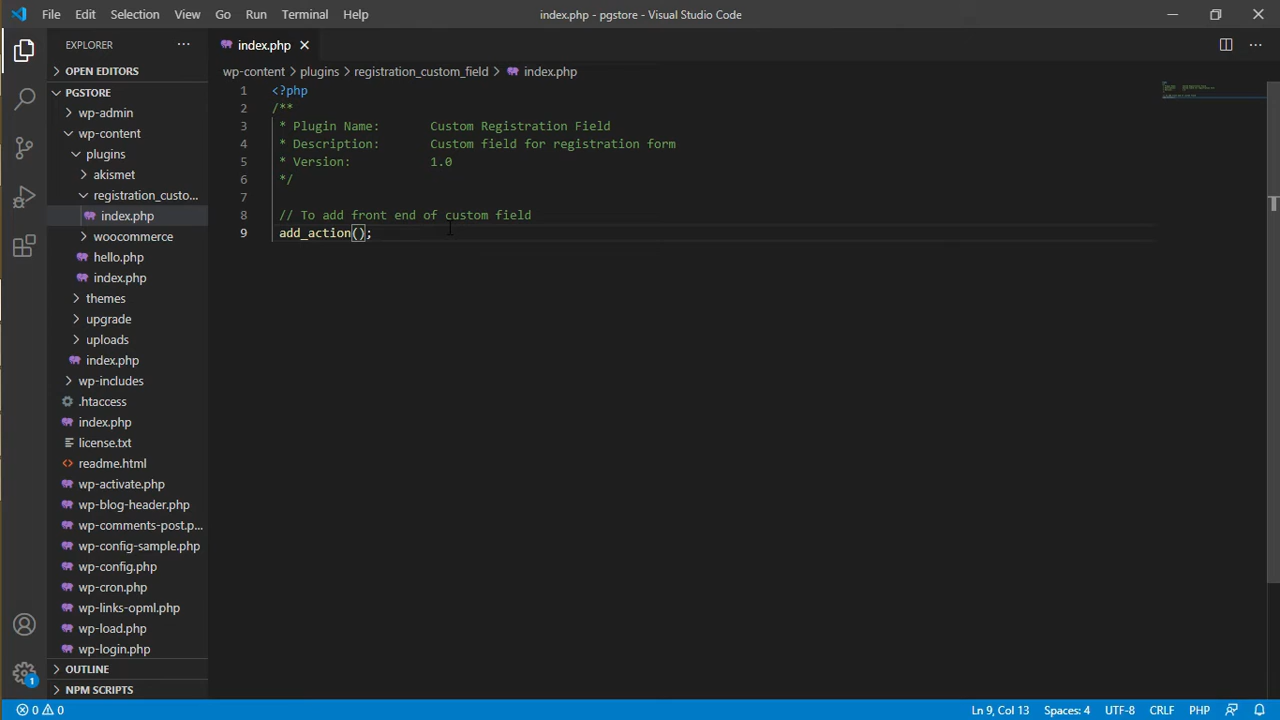 File Edit Selection View Go Run Terminal Help
index.php - pgstore - Visual Studio Code
EXPLORER
OPEN EDITORS
PGSTORE
wp-admin
wp-content
plugins
akismet
registration_custo...
index.php
woocommerce
hello.php
index.php
themes
upgrade
uploads
index.php
wp-includes
.htaccess
index.php
license.txt
readme.html
wp-activate.php
wp-blog-header.php
wp-comments-post.p...
wp-config-sample.php
wp-config.php
wp-cron.php
wp-links-opml.php
wp-load.php
wp-login.php
OUTLINE
NPM SCRIPTS
index.php
wp-content > plugins > registration_custom_field > index.php
1 <?php
2 /**
3 * Plugin Name: Custom Registration Field
4 * Description: Custom field for registration form
5 * Version: 1.0
6 */
7
8 // To add front end of custom field
9 add_action();
1
0 0
Ln 9, Col 13 Spaces: 4 UTF-8 CRLF PHP